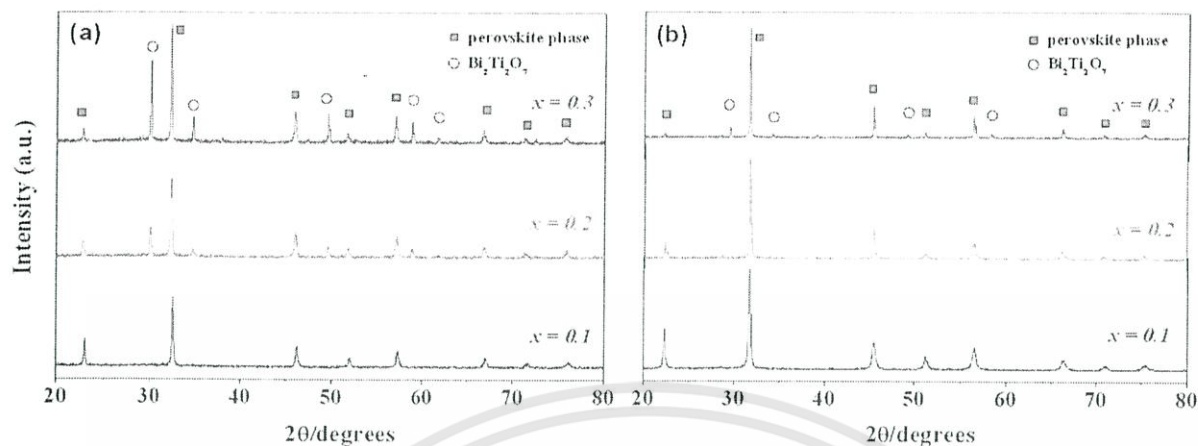 (a)
perovskite phase
Bi₂Ti₂O₇
x = 0.3
x = 0.2
x = 0.1
Intensity (a.u.)
20 30 40 50 60 70 80
2θ/degrees
(b)
perovskite phase
Bi₂Ti₂O₇
x = 0.3
x = 0.2
x = 0.1
20 30 40 50 60 70 80
2θ/degrees